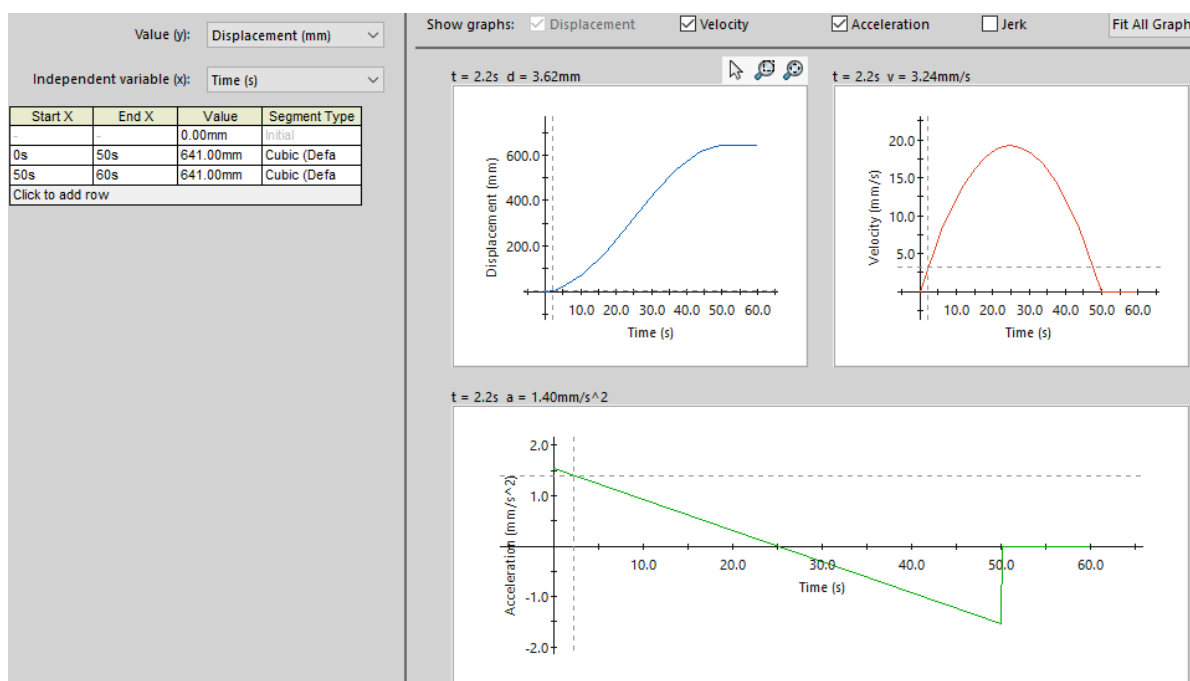 Value (y): Displacement (mm)
Independent variable (x): Time (s)
Start X End X Value Segment Type
- - 0.00mm Initial
0s 50s 641.00mm Cubic (Defa
50s 60s 641.00mm Cubic (Defa
Click to add row
Show graphs: Displacement Velocity Acceleration Jerk Fit All Graph
t = 2.2s d = 3.62mm
600.0
400.0
200.0
Displacement (mm)
10.0 20.0 30.0 40.0 50.0 60.0
Time (s)
t = 2.2s v = 3.24mm/s
20.0
15.0
10.0
5.0
Velocity (mm/s)
10.0 20.0 30.0 40.0 50.0 60.0
Time (s)
t = 2.2s a = 1.40mm/s^2
2.0
1.0
-1.0
-2.0
Acceleration (mm/s^2)
10.0 20.0 30.0 40.0 50.0 60.0
Time (s)